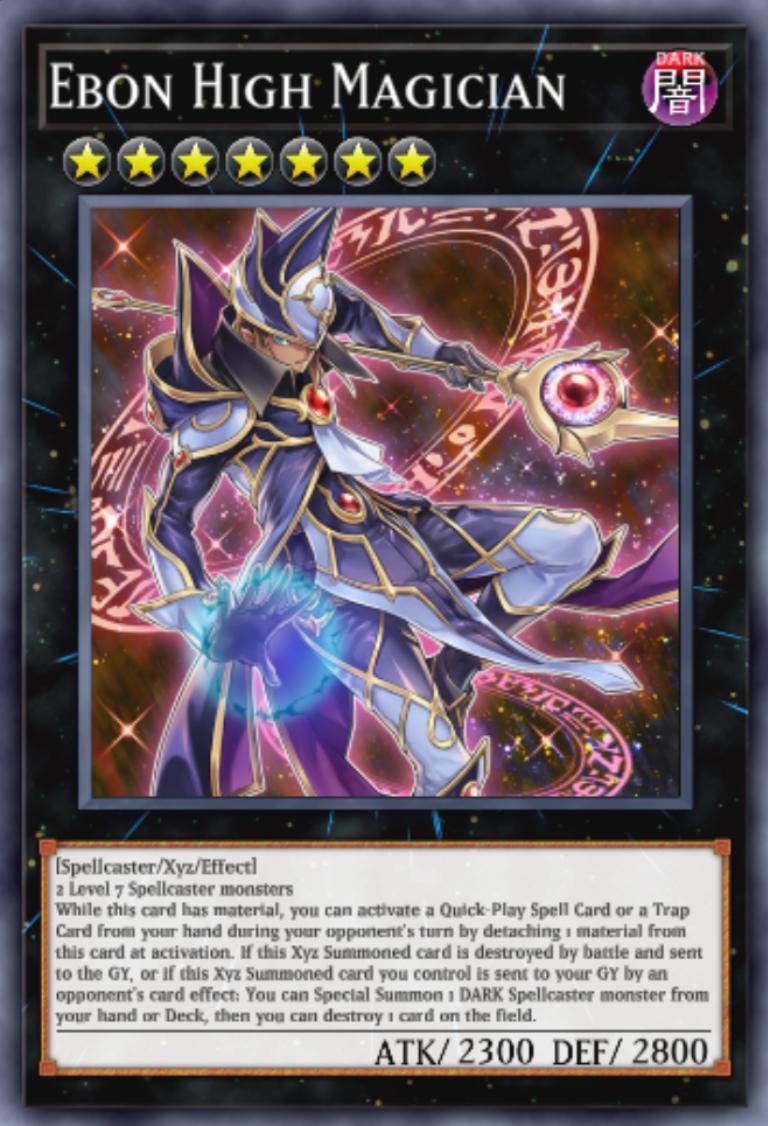 Ebon High Magician
DARK
闇
[Spellcaster/Xyz/Effect]
2 Level 7 Spellcaster monsters
While this card has material, you can activate a Quick-Play Spell Card or a Trap
Card from your hand during your opponent's turn by detaching 1 material from
this card at activation. If this Xyz Summoned card is destroyed by battle and sent
to the GY, or if this Xyz Summoned card you control is sent to your GY by an
opponent's card effect: You can Special Summon 1 DARK Spellcaster monster from
your hand or Deck, then you can destroy 1 card on the field.
ATK/ 2300 DEF/ 2800